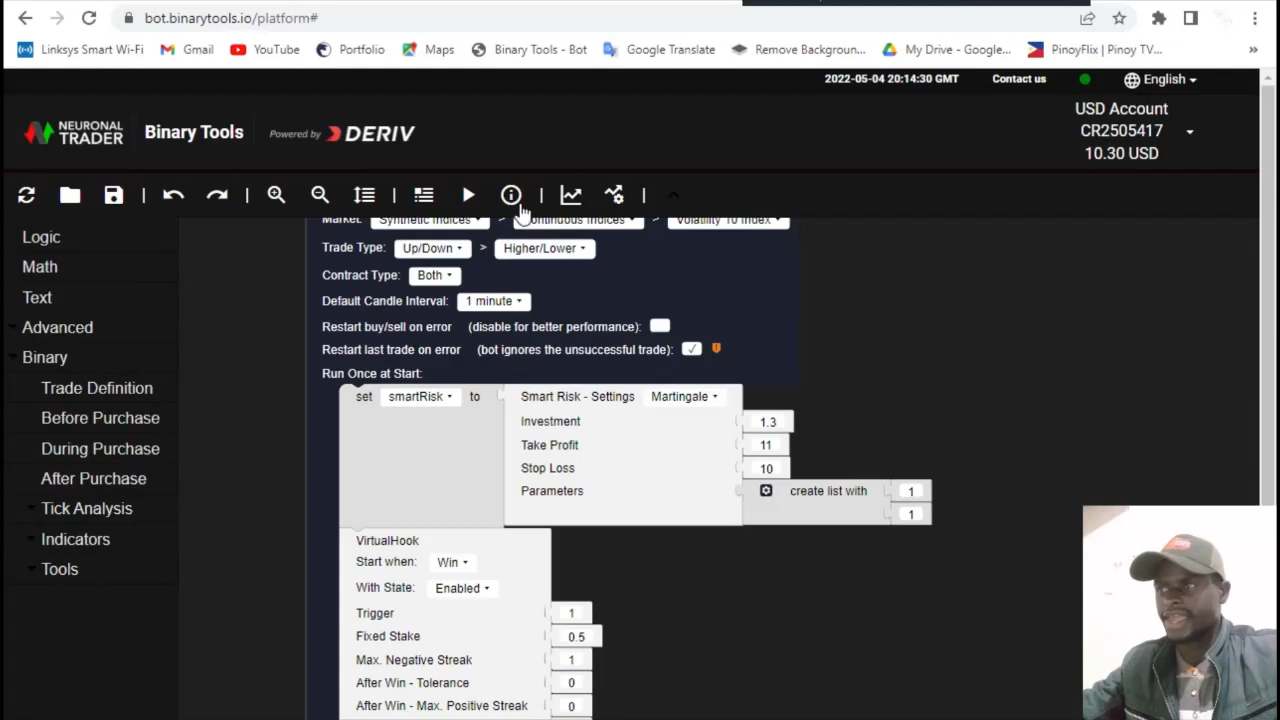 bot.binarytools.io/platform#
Linksys Smart Wi-Fi Gmail YouTube Portfolio Maps Binary Tools - Bot Google Translate Remove Backgroun... My Drive - Google... PinoyFlix | Pinoy TV... »
2022-05-04 20:14:30 GMT Contact us English
NEURONAL TRADER Binary Tools Powered by DERIV
USD Account
CR2505417
10.30 USD
Market: Synthetic Indices > Continuous Indices > Volatility 10 Index
Trade Type: Up/Down > Higher/Lower
Contract Type: Both
Default Candle Interval: 1 minute
Restart buy/sell on error (disable for better performance):
Restart last trade on error (bot ignores the unsuccessful trade): ✓
Run Once at Start:
set smartRisk to Smart Risk - Settings Martingale
Investment 1.3
Take Profit 11
Stop Loss 10
Parameters create list with 1
1
VirtualHook
Start when: Win
With State: Enabled
Trigger 1
Fixed Stake 0.5
Max. Negative Streak 1
After Win - Tolerance 0
After Win - Max. Positive Streak 0
Logic
Math
Text
Advanced
Binary
Trade Definition
Before Purchase
During Purchase
After Purchase
Tick Analysis
Indicators
Tools